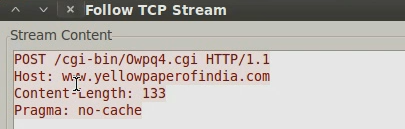 Follow TCP Stream
Stream Content
POST /cgi-bin/Owpq4.cgi HTTP/1.1
Host: www.yellowpaperofindia.com
Content-Length: 133
Pragma: no-cache